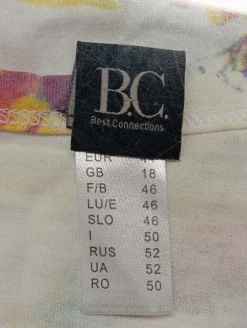 B.C.
Best Connections
EUR
GB 18
F/B 46
LU/E 46
SLO 46
I 50
RUS 52
UA 52
RO 50